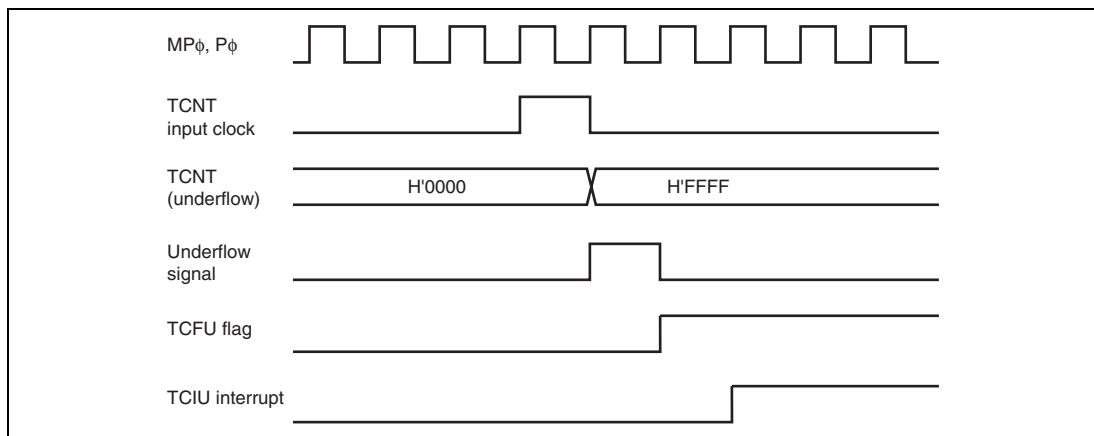 MPϕ, Pϕ
TCNT
input clock
TCNT
(underflow)
H'0000
H'FFFF
Underflow
signal
TCFU flag
TCIU interrupt